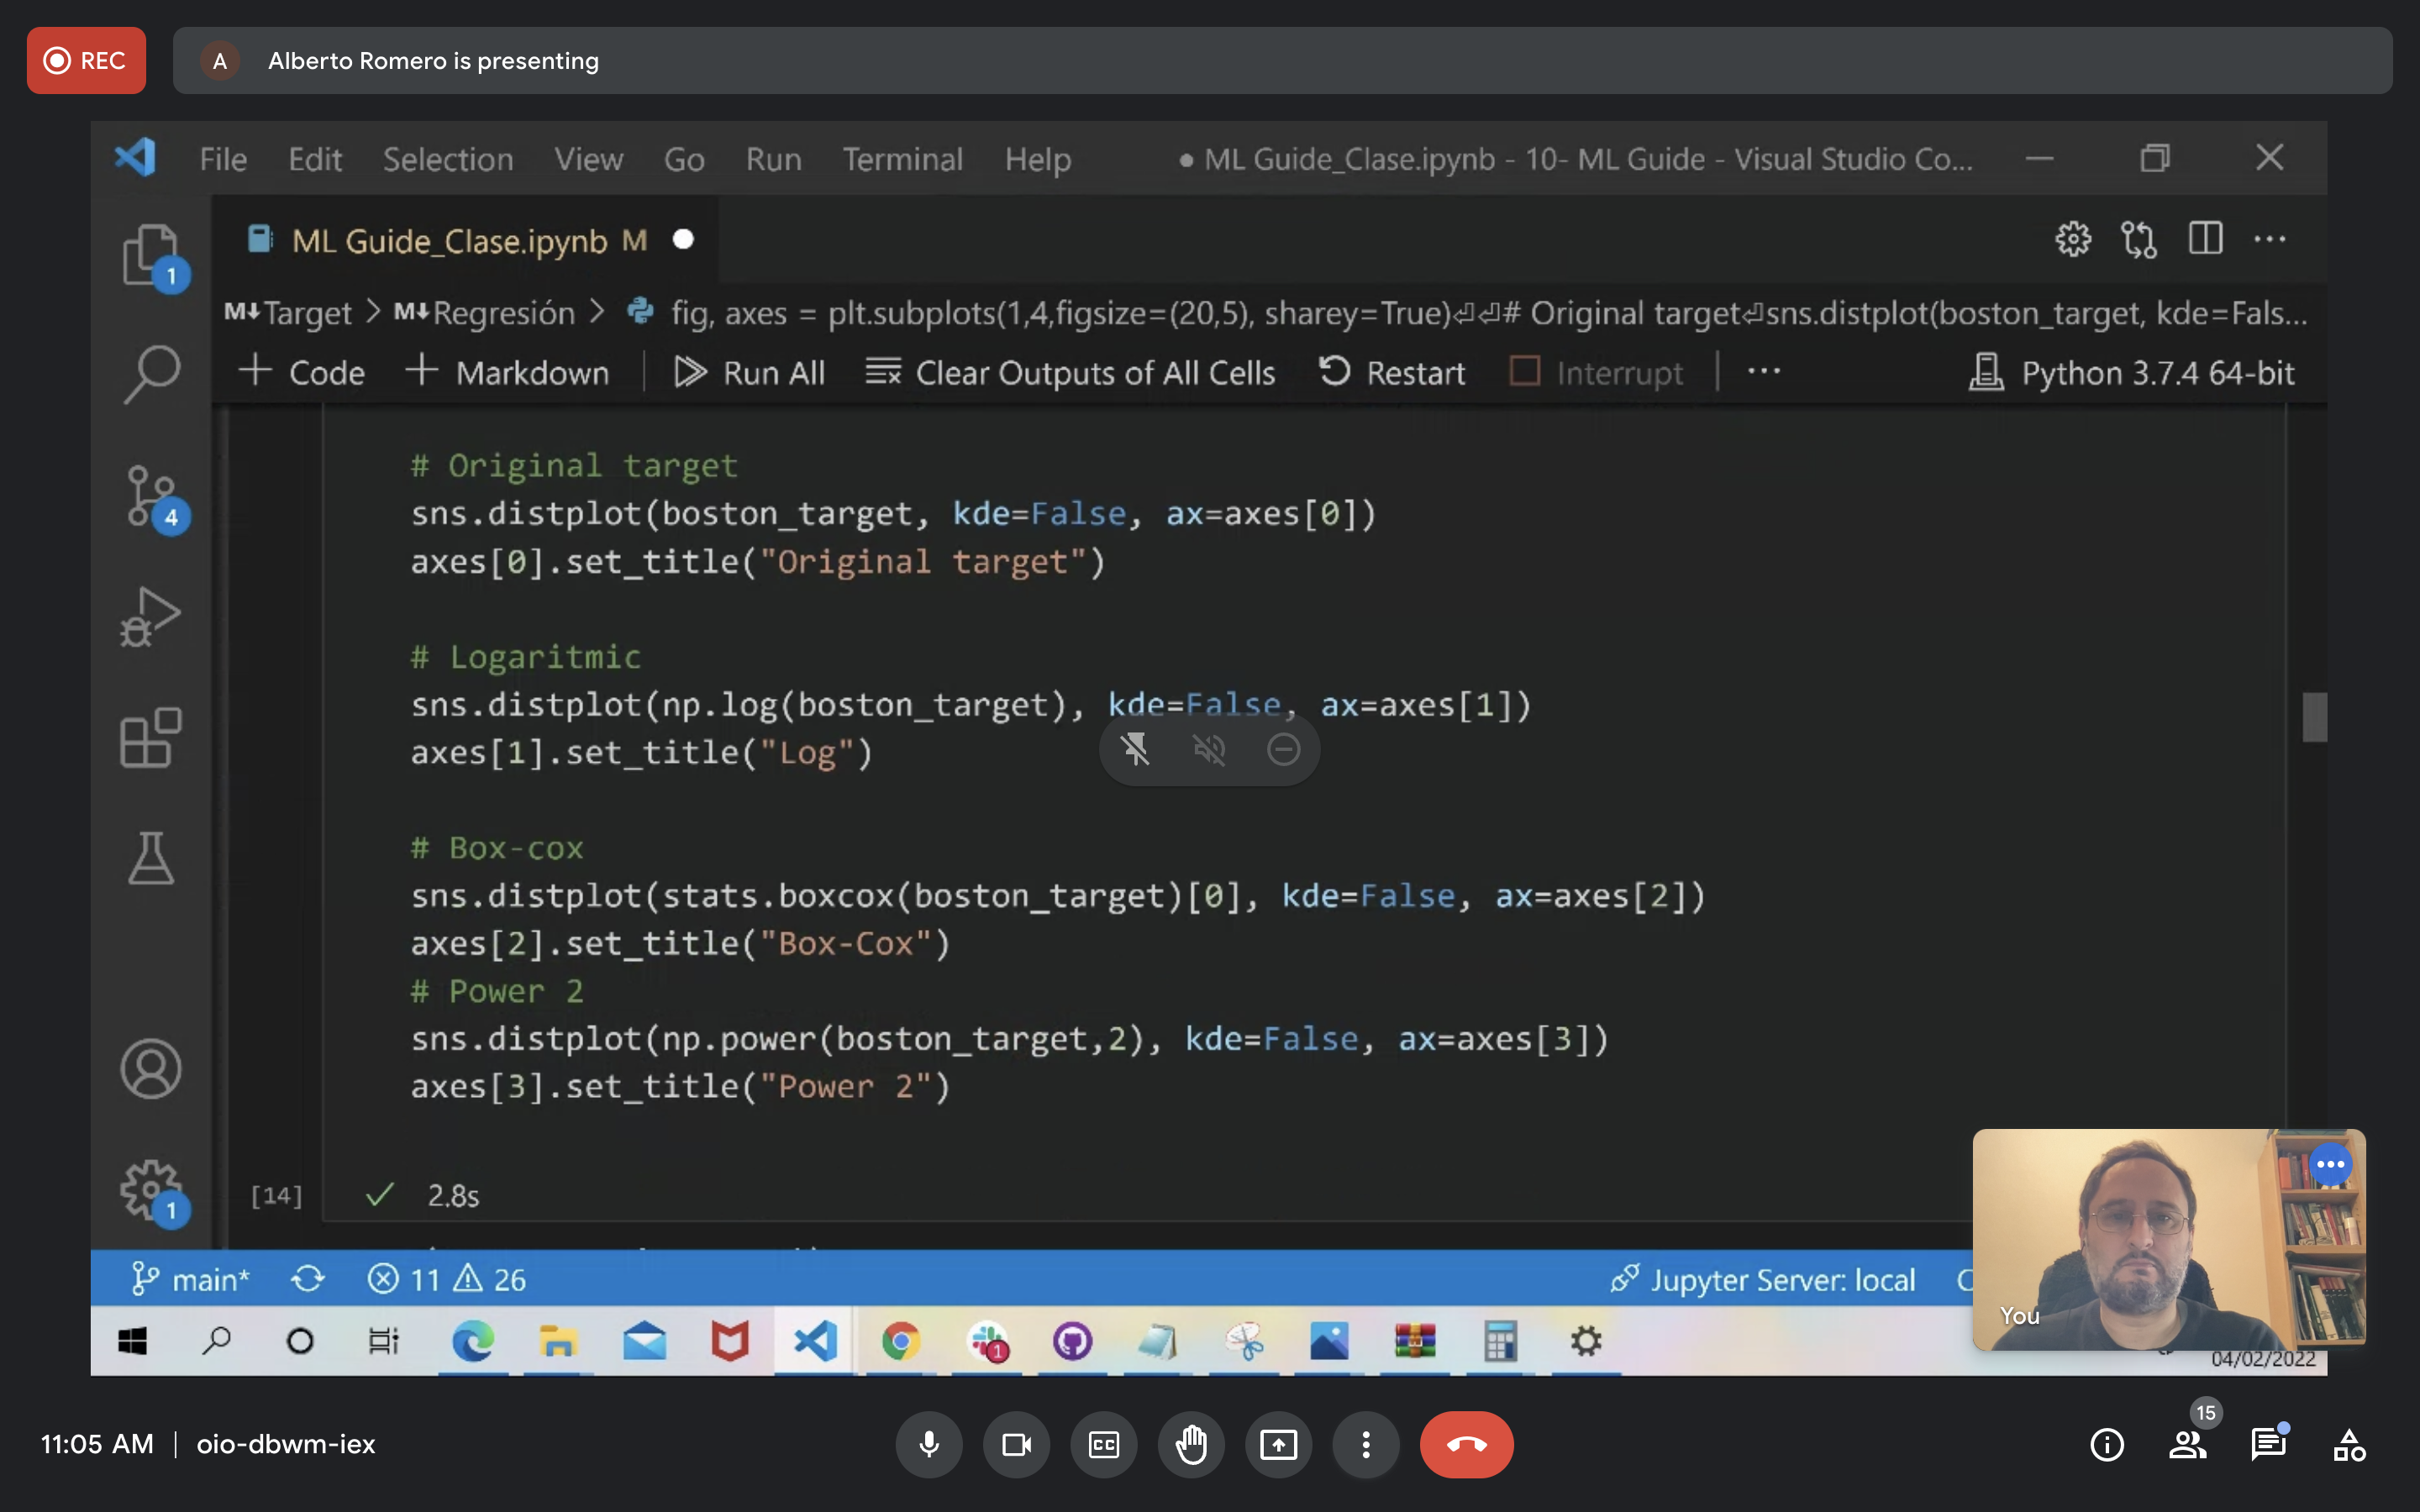 REC
A
Alberto Romero is presenting
File Edit Selection View Go Run Terminal Help
● ML Guide_Clase.ipynb - 10- ML Guide - Visual Studio Co...
ML Guide_Clase.ipynb M
1
M↓Target > M↓Regresión > fig, axes = plt.subplots(1,4,figsize=(20,5), sharey=True)⏎⏎# Original target⏎sns.distplot(boston_target, kde=Fals...
+ Code + Markdown Run All Clear Outputs of All Cells Restart Interrupt ... Python 3.7.4 64-bit
# Original target
sns.distplot(boston_target, kde=False, ax=axes[0])
4
axes[0].set_title("Original target")
# Logaritmic
sns.distplot(np.log(boston_target), kde=False, ax=axes[1])
axes[1].set_title("Log")
# Box-cox
sns.distplot(stats.boxcox(boston_target)[0], kde=False, ax=axes[2])
axes[2].set_title("Box-Cox")
# Power 2
sns.distplot(np.power(boston_target,2), kde=False, ax=axes[3])
axes[3].set_title("Power 2")
[14] ✓ 2.8s
1
main* 11 26 Jupyter Server: local
You
1
04/02/2022
11:05 AM | oio-dbwm-iex
CC
15